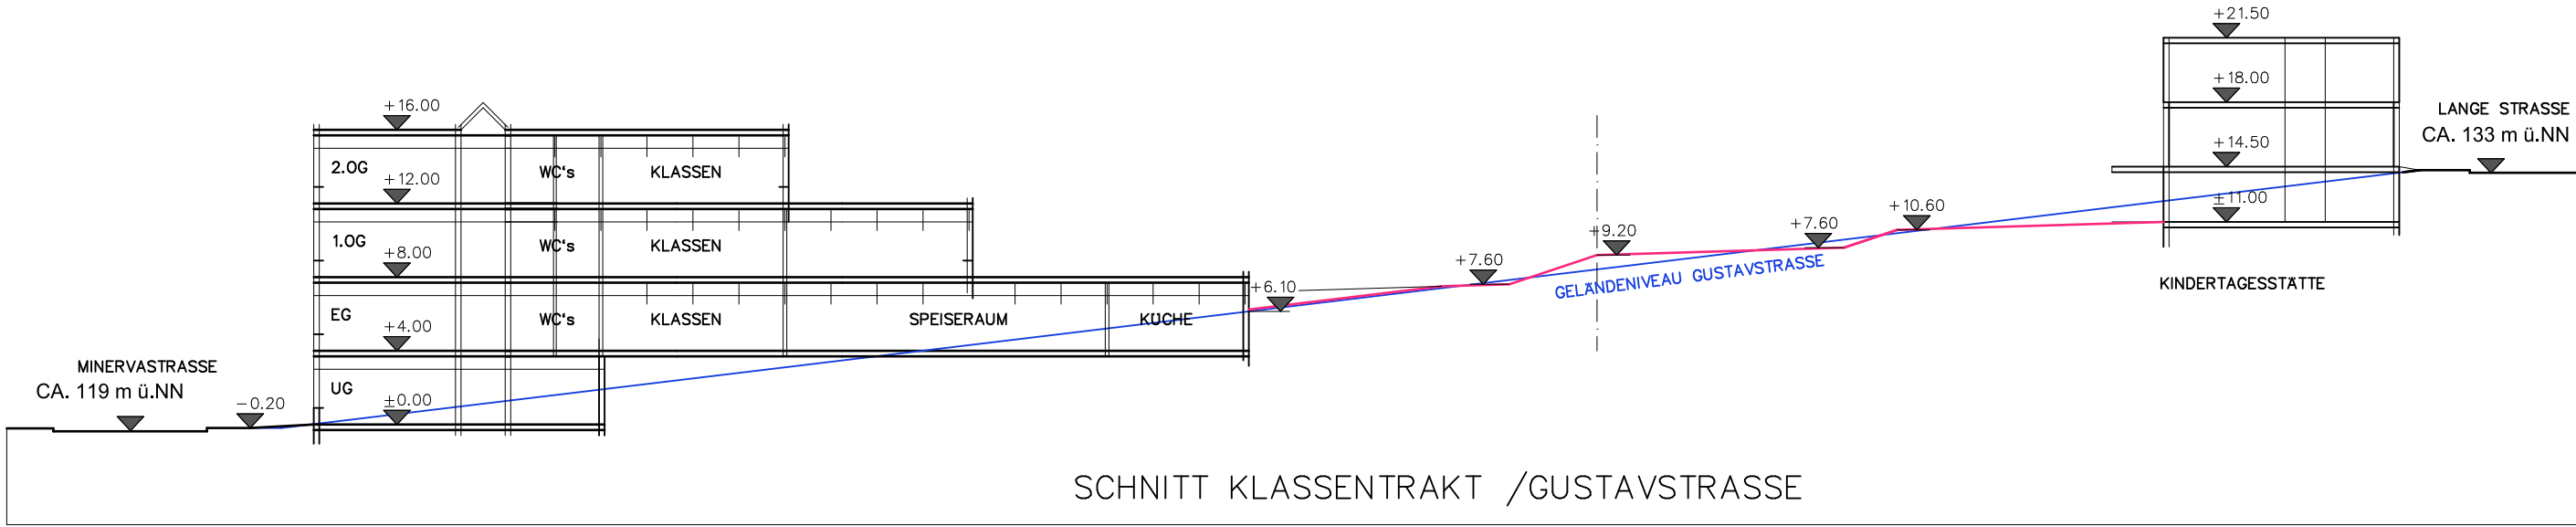 +21.50
+18.00
LANGE STRASSE
CA. 133 m ü.NN
+14.50
±11.00
KINDERTAGESSTÄTTE
+16.00
2.OG
WC's
KLASSEN
+12.00
1.OG
WC's
KLASSEN
+8.00
EG
WC's
KLASSEN
SPEISERAUM
KÜCHE
+4.00
UG
±0.00
MINERVASTRASSE
CA. 119 m ü.NN
-0.20
+6.10
+7.60
+9.20
+7.60
+10.60
GELÄNDENIVEAU GUSTAVSTRASSE
SCHNITT KLASSENTRAKT /GUSTAVSTRASSE